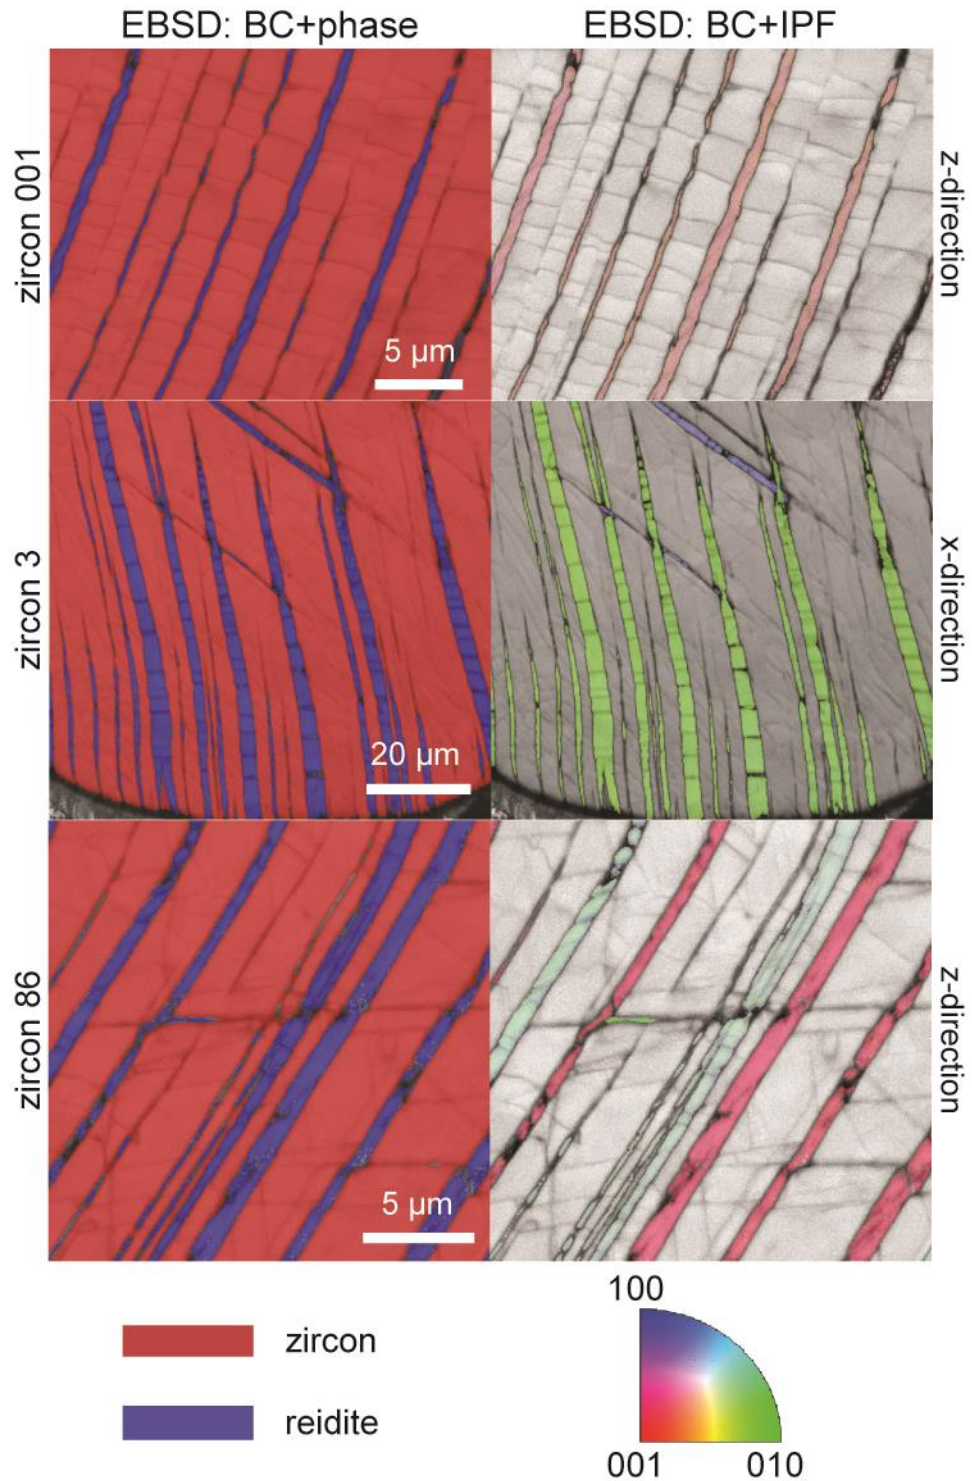 EBSD: BC+phase
EBSD: BC+IPF
zircon 001
5 µm
z-direction
zircon 3
20 µm
x-direction
zircon 86
5 µm
z-direction
zircon
reidite
100
001
010